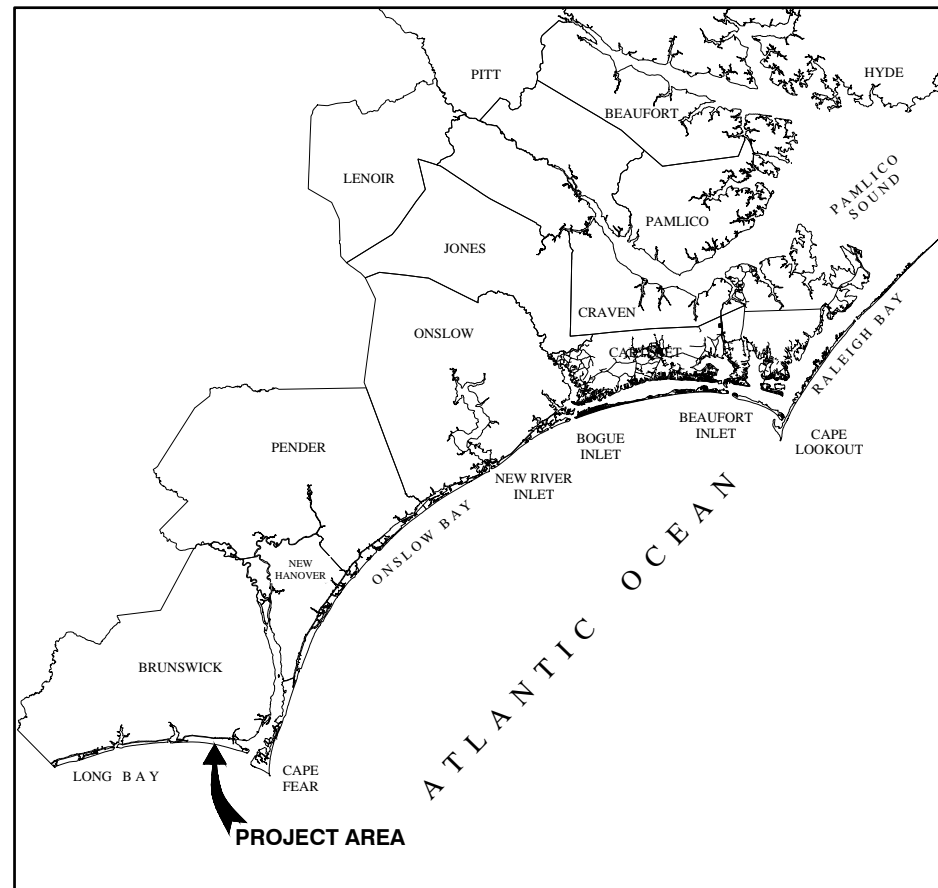 PITT
HYDE
BEAUFORT
LENOIR
PAMLICO
SOUND
PAMLICO
JONES
CRAVEN
ONSLOW
CARTERET
RALEIGH BAY
BEAUFORT
INLET
BOGUE
INLET
CAPE
LOOKOUT
PENDER
NEW RIVER
INLET
ONSLOW BAY
NEW
HANOVER
ATLANTIC OCEAN
BRUNSWICK
LONG BAY
CAPE
FEAR
PROJECT AREA